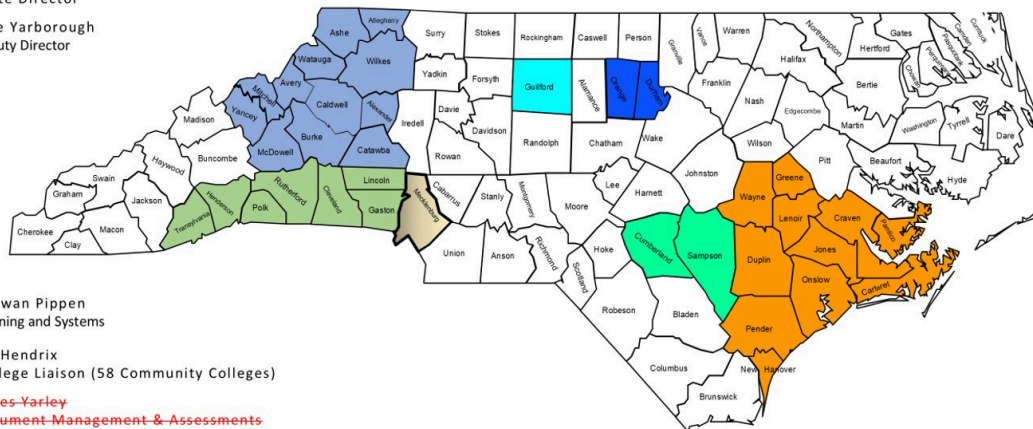 e Yarborough
uty Director
Ashe
Alleghany
Surry
Stokes
Rockingham
Caswell
Person
Granville
Vance
Warren
Northampton
Hertford
Gates
Camden
Currituck
Pasquotank
Perquimans
Chowan
Halifax
Bertie
Watauga
Wilkes
Yadkin
Forsyth
Guilford
Alamance
Orange
Durham
Franklin
Nash
Edgecombe
Martin
Washington
Tyrrell
Dare
Avery
Mitchell
Yancey
Caldwell
Alexander
Iredell
Davie
Davidson
Randolph
Chatham
Wake
Wilson
Pitt
Beaufort
Hyde
Madison
Buncombe
McDowell
Burke
Catawba
Rowan
Haywood
Swain
Graham
Jackson
Cherokee
Clay
Macon
Transylvania
Henderson
Polk
Rutherford
Cleveland
Lincoln
Gaston
Mecklenburg
Cabarrus
Stanly
Montgomery
Moore
Lee
Harnett
Johnston
Wayne
Greene
Lenoir
Craven
Pamlico
Jones
Onslow
Carteret
Duplin
Sampson
Cumberland
Hoke
Scotland
Richmond
Anson
Union
Robeson
Bladen
Pender
Columbus
New Hanover
Brunswick
wan Pippen
ning and Systems
Hendrix
lege Liaison (58 Community Colleges)
es Yarley
ument Management & Assessments